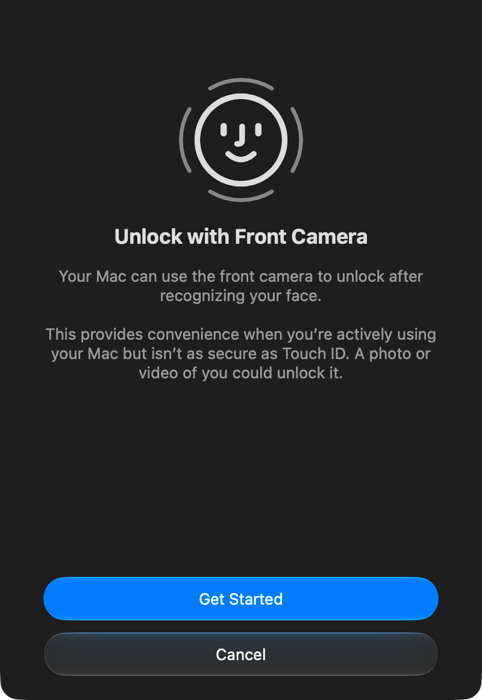 Unlock with Front Camera
Your Mac can use the front camera to unlock after
recognizing your face.
This provides convenience when you’re actively using
your Mac but isn’t as secure as Touch ID. A photo or
video of you could unlock it.
Get Started
Cancel